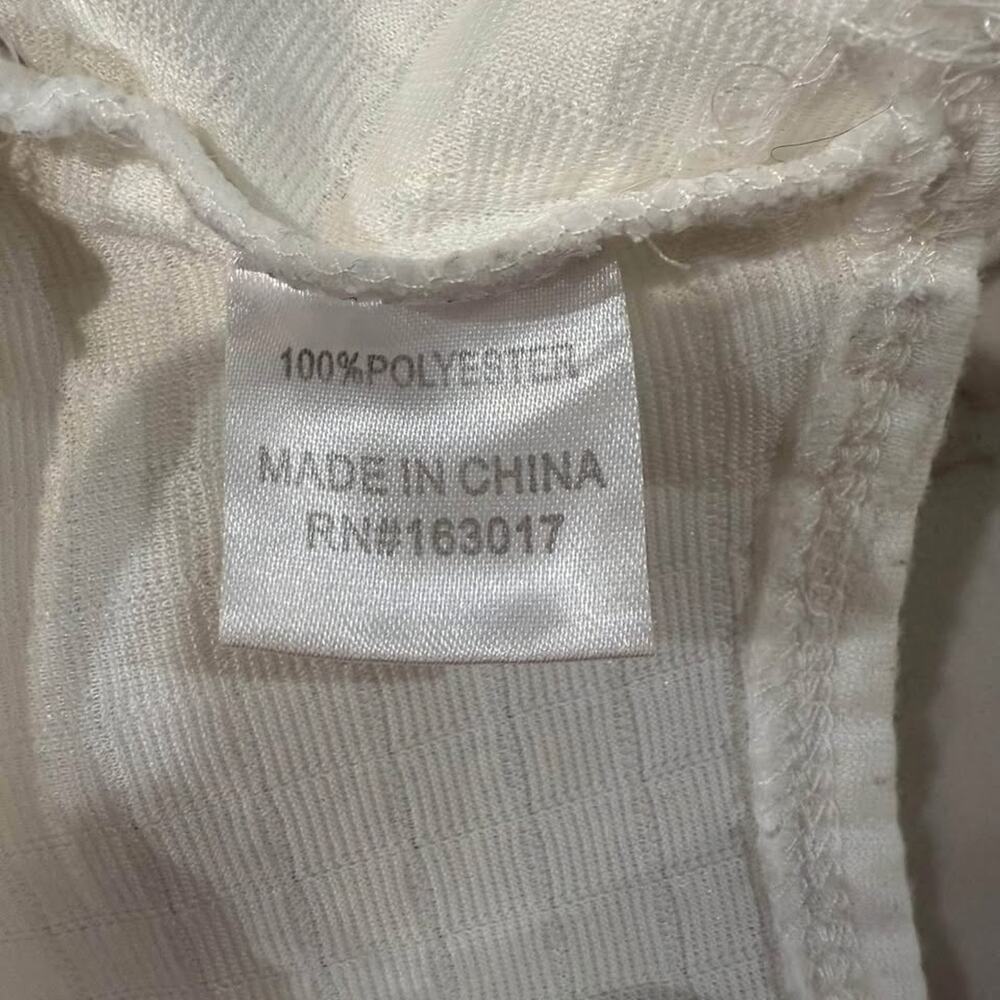 100%POLYESTER
MADE IN CHINA
RN#163017